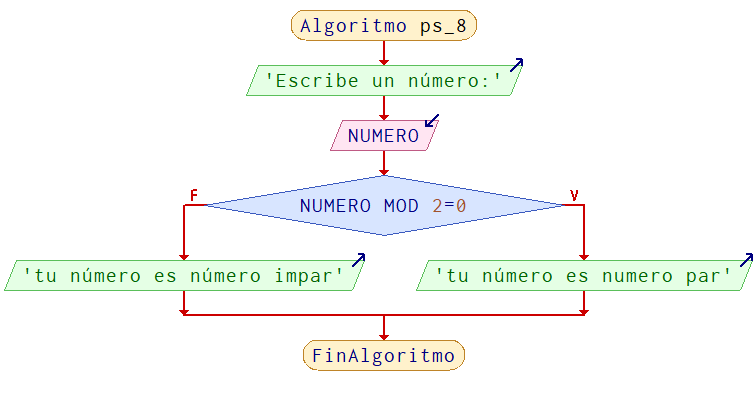 Algoritmo ps_8
'Escribe un número:'
NUMERO
F
V
NUMERO MOD 2=0
'tu número es número impar'
'tu número es numero par'
FinAlgoritmo